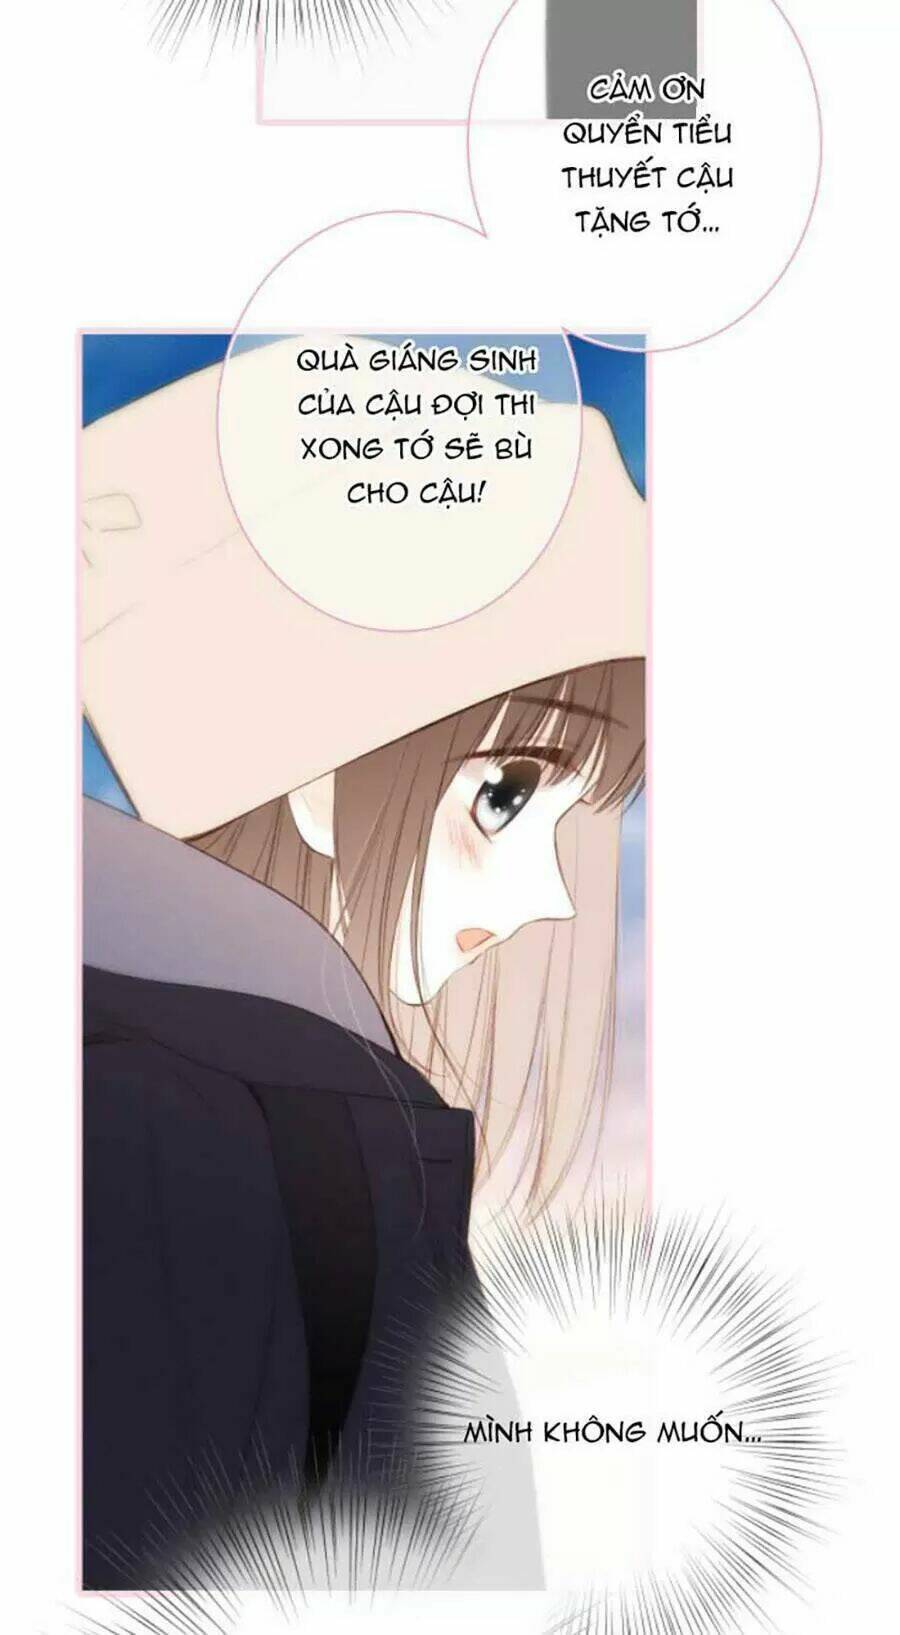 CẢM ƠN
QUYỂN TIỂU
THUYẾT CẬU
TẶNG TỚ...
QUÀ GIÁNG SINH
CỦA CẬU ĐỢI THI
XONG TỚ SẼ BÙ
CHO CẬU!
MÌNH KHÔNG MUỐN...